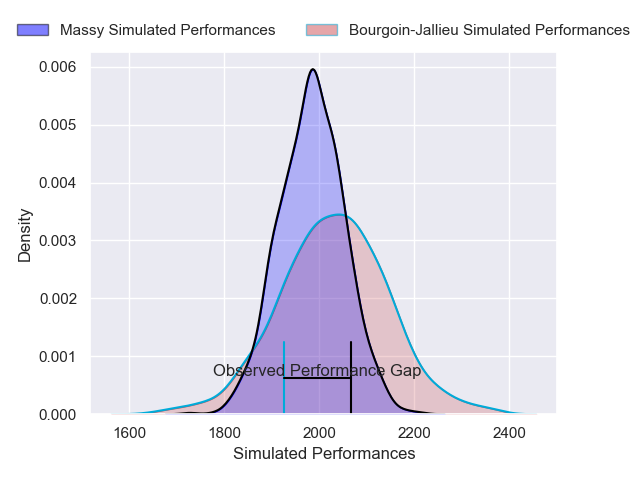 Massy Simulated Performances
Bourgoin-Jallieu Simulated Performances
0.006
0.005
0.004
0.003
0.002
0.001
0.000
Density
Observed Performance Gap
1600 1800 2000 2200 2400
Simulated Performances